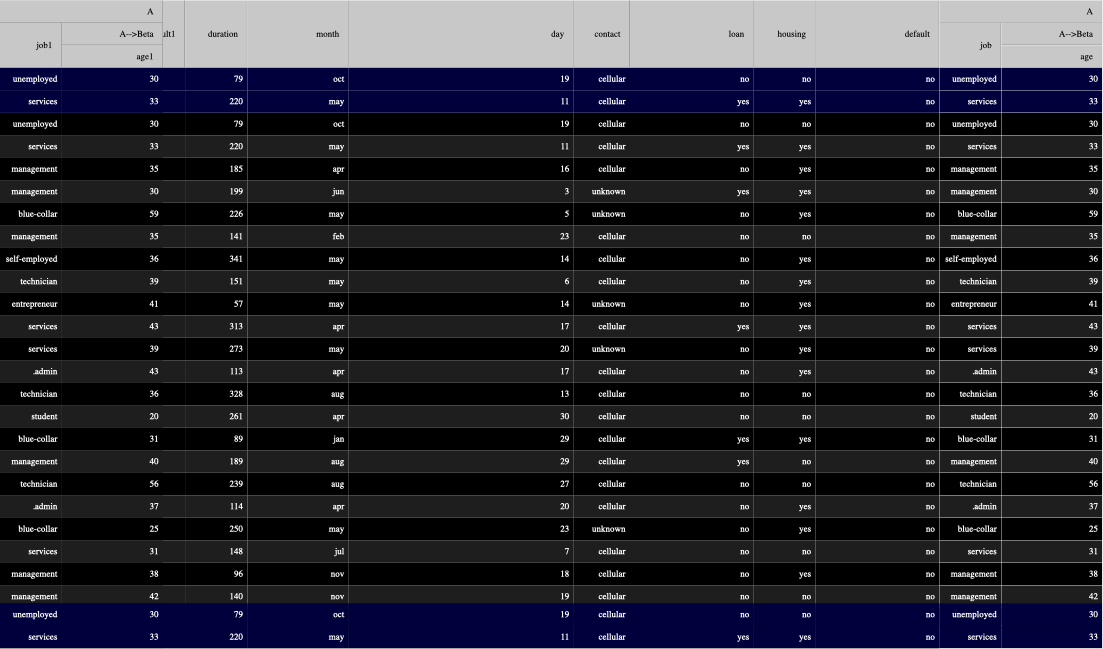 A A
job1 A-->Beta ult1 duration month day contact loan housing default job A-->Beta
age1 age
unemployed 30 79 oct 19 cellular no no no unemployed 30
services 33 220 may 11 cellular yes yes no services 33
unemployed 30 79 oct 19 cellular no no no unemployed 30
services 33 220 may 11 cellular yes yes no services 33
management 35 185 apr 16 cellular no yes no management 35
management 30 199 jun 3 unknown yes yes no management 30
blue-collar 59 226 may 5 unknown no yes no blue-collar 59
management 35 141 feb 23 cellular no no no management 35
self-employed 36 341 may 14 cellular no yes no self-employed 36
technician 39 151 may 6 cellular no yes no technician 39
entrepreneur 41 57 may 14 unknown no yes no entrepreneur 41
services 43 313 apr 17 cellular yes yes no services 43
services 39 273 may 20 unknown no yes no services 39
.admin 43 113 apr 17 cellular no yes no .admin 43
technician 36 328 aug 13 cellular no no no technician 36
student 20 261 apr 30 cellular no no no student 20
blue-collar 31 89 jan 29 cellular yes yes no blue-collar 31
management 40 189 aug 29 cellular yes no no management 40
technician 56 239 aug 27 cellular no no no technician 56
.admin 37 114 apr 20 cellular no yes no .admin 37
blue-collar 25 250 may 23 unknown no yes no blue-collar 25
services 31 148 jul 7 cellular no no no services 31
management 38 96 nov 18 cellular no yes no management 38
management 42 140 nov 19 cellular no no no management 42
unemployed 30 79 oct 19 cellular no no no unemployed 30
services 33 220 may 11 cellular yes yes no services 33